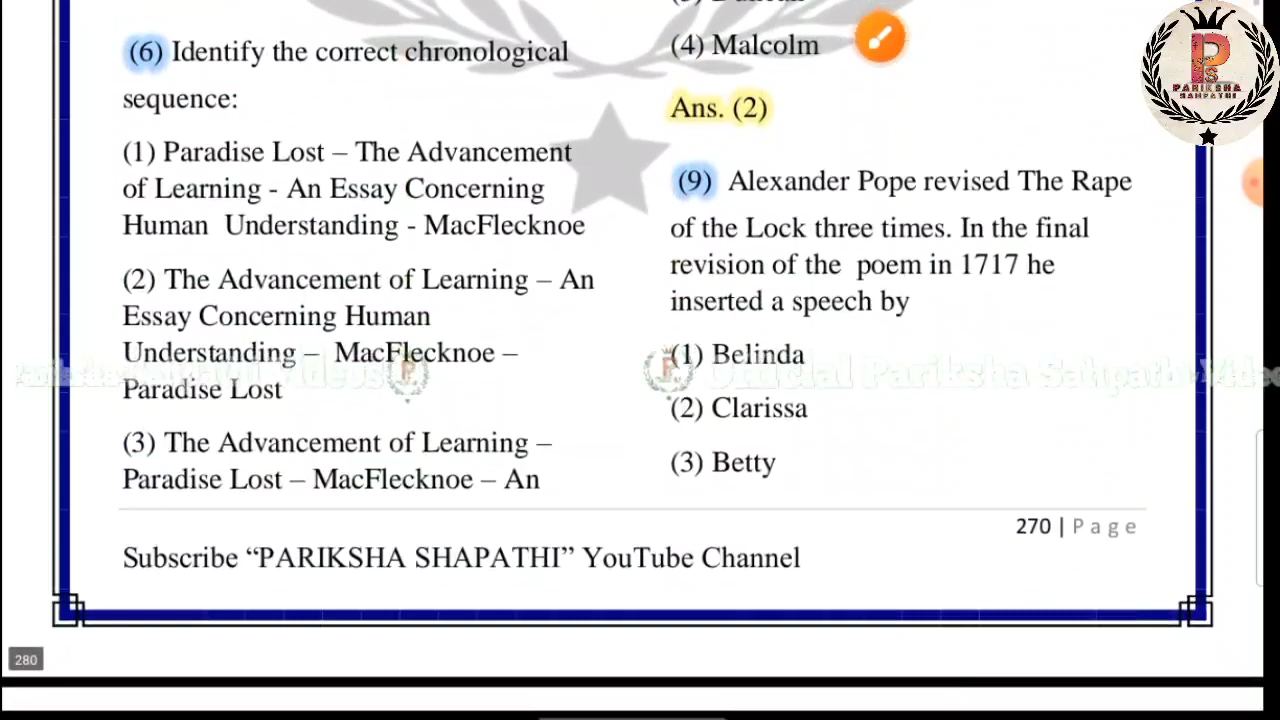 (6) Identify the correct chronological
sequence:
(1) Paradise Lost – The Advancement
of Learning - An Essay Concerning
Human Understanding - MacFlecknoe
(2) The Advancement of Learning – An
Essay Concerning Human
Understanding – MacFlecknoe –
Paradise Lost
(3) The Advancement of Learning –
Paradise Lost – MacFlecknoe – An
(4) Malcolm
Ans. (2)
(9) Alexander Pope revised The Rape
of the Lock three times. In the final
revision of the poem in 1717 he
inserted a speech by
(1) Belinda
(2) Clarissa
(3) Betty
270 | Page
Subscribe “PARIKSHA SHAPATHI” YouTube Channel
280
PARIKSHA
Official Pariksha